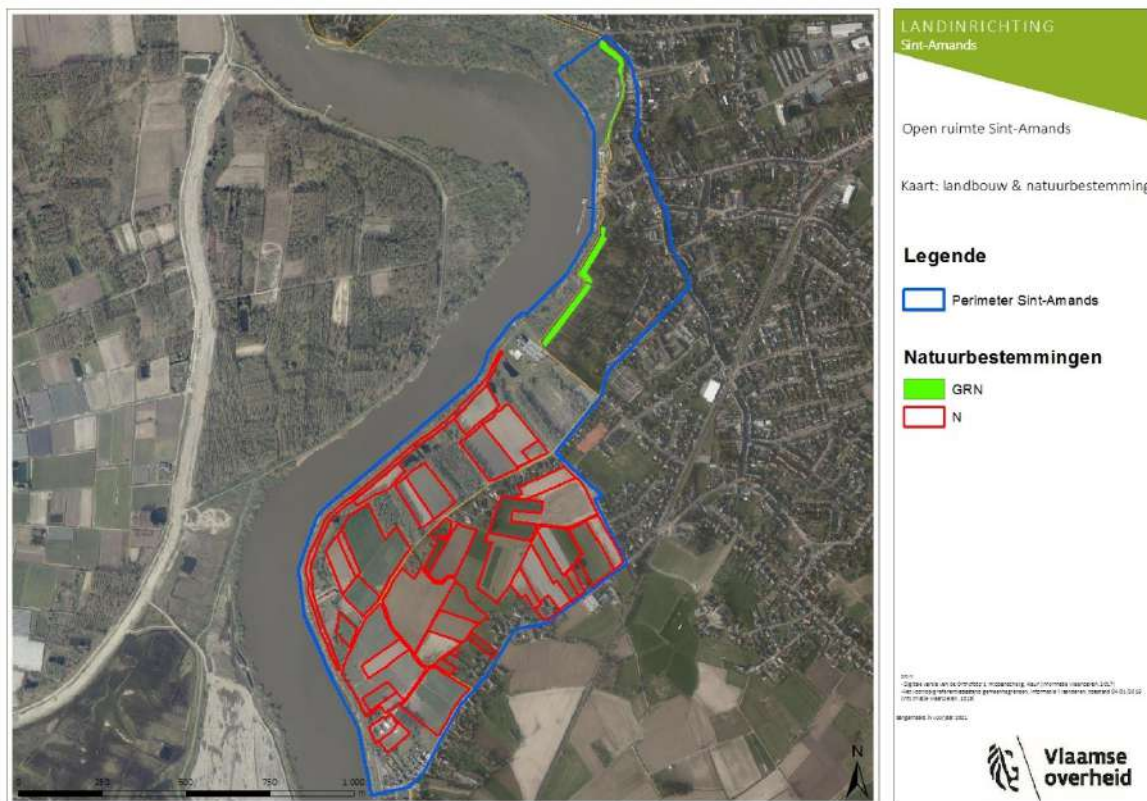 LANDINRICHTING
Sint-Amands
Open ruimte Sint-Amands
Kaart: landbouw & natuurbestemming
Legende
Perimeter Sint-Amands
Natuurbestemmingen
GRN
N
N
0 250 500 750 1 000
m
Vlaamse
overheid